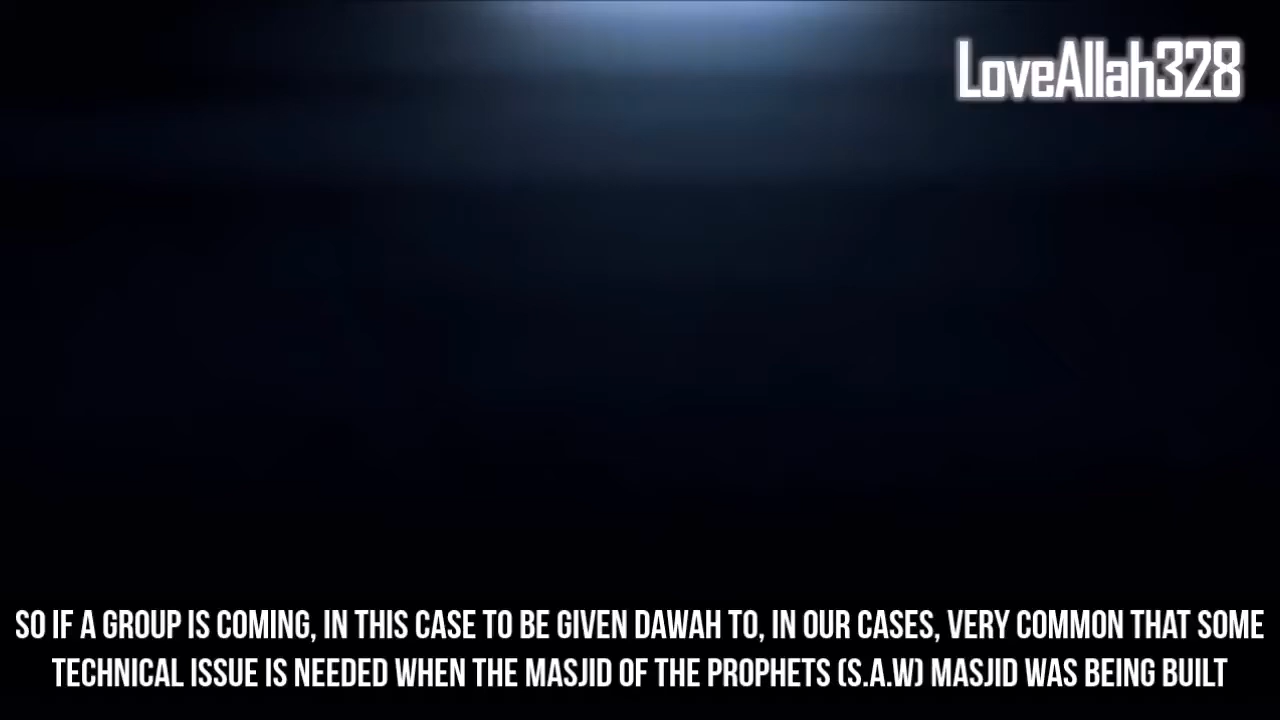 LoveAllah328
SO IF A GROUP IS COMING, IN THIS CASE TO BE GIVEN DAWAH TO, IN OUR CASES, VERY COMMON THAT SOME
TECHNICAL ISSUE IS NEEDED WHEN THE MASJID OF THE PROPHETS (S.A.W) MASJID WAS BEING BUILT